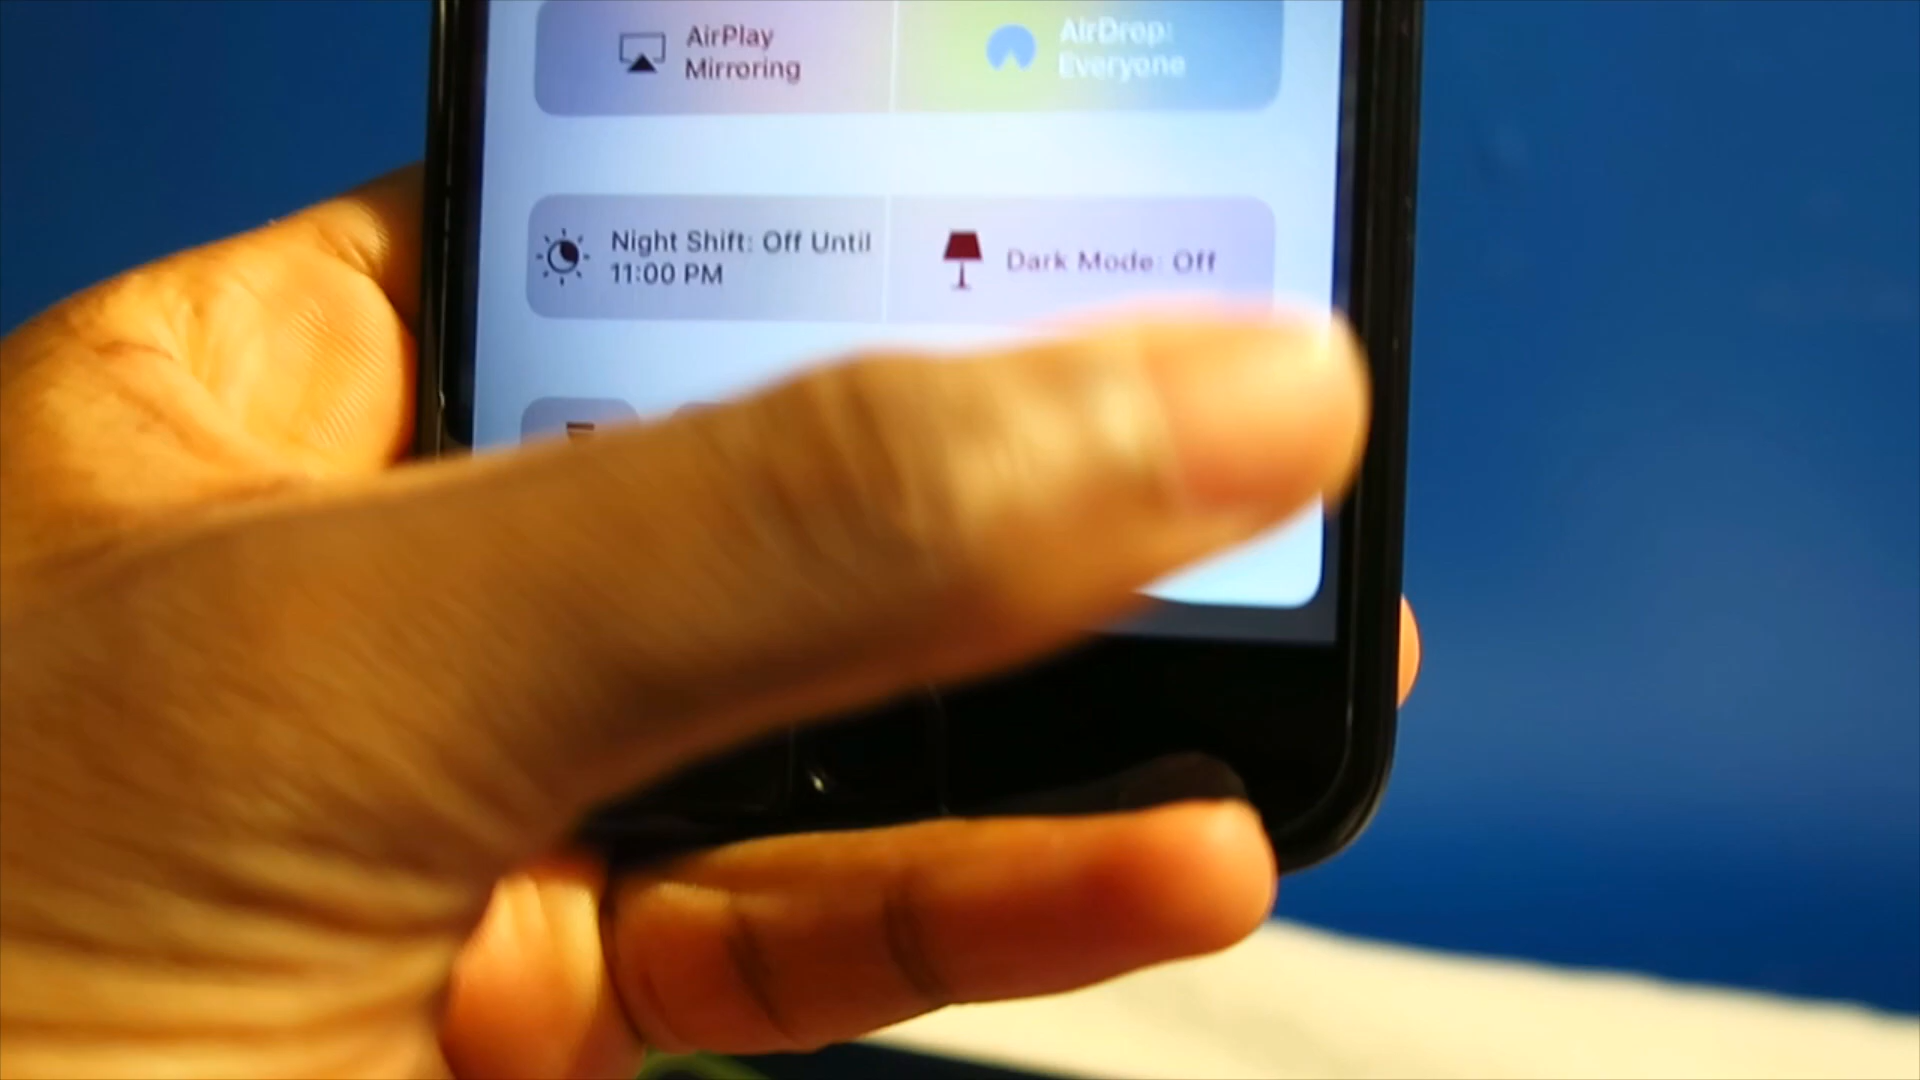 AirPlay
Mirroring
AirDrop:
Everyone
Night Shift: Off Until
11:00 PM
Dark Mode: Off